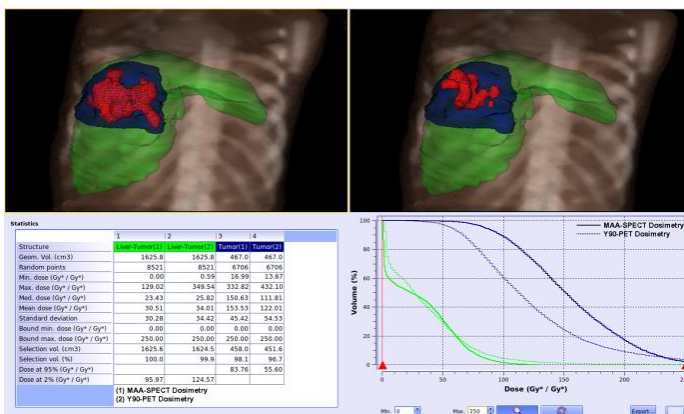 Statistics
1 2 3 4
Structure Liver-Tumor(1) Liver-Tumor(2) Tumor(1) Tumor(2)
Geom. Vol. (cm3) 1625.8 1625.8 467.0 467.0
Random points 8521 8521 6706 6706
Min. dose (Gy* / Gy*) 0.00 0.59 16.99 13.67
Max. dose (Gy* / Gy*) 129.02 349.54 332.82 432.10
Med. dose (Gy* / Gy*) 23.43 25.82 150.63 111.81
Mean dose (Gy* / Gy*) 30.51 34.01 153.53 122.01
Standard deviation 30.28 34.42 45.42 54.53
Bound min. dose (Gy* / Gy*) 0.00 0.00 0.00 0.00
Bound max. dose (Gy* / Gy*) 250.00 250.00 250.00 250.00
Selection vol. (cm3) 1625.6 1624.5 458.0 451.6
Selection vol. (%) 100.0 99.9 98.1 96.7
Dose at 95% (Gy* / Gy*) 83.76 55.60
Dose at 2% (Gy* / Gy*) 95.97 124.57
(1) MAA-SPECT Dosimetry
(2) Y90-PET Dosimetry
MAA-SPECT Dosimetry
Y90-PET Dosimetry
Volume (%)
100
80
60
40
20
0
0 50 100 150 200
Dose (Gy* / Gy*)
Min. 0 Max. 250 Export